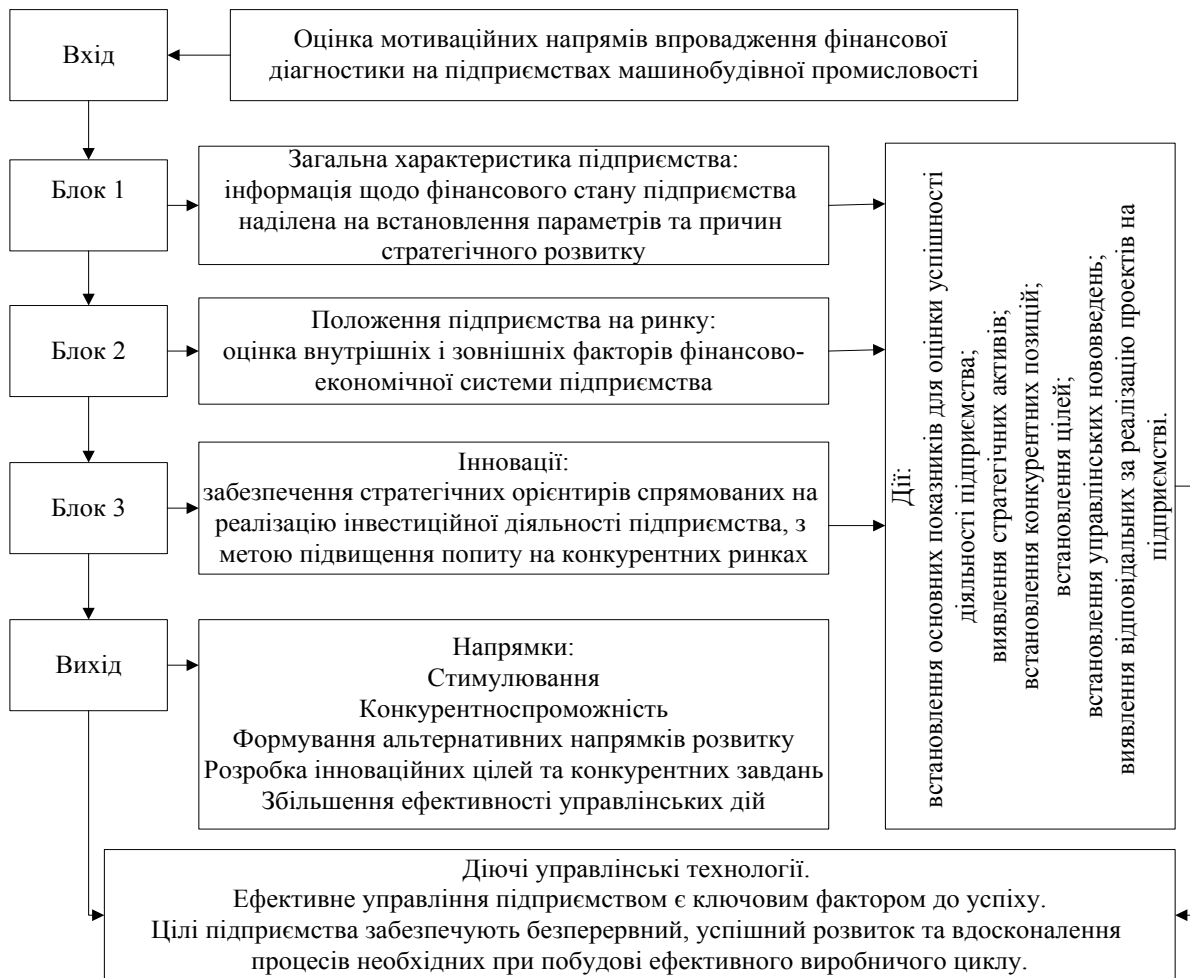 Вхід
Оцінка мотиваційних напрямів впровадження фінансової
діагностики на підприємствах машинобудівної промисловості
Блок 1
Загальна характеристика підприємства:
інформація щодо фінансового стану підприємства
наділена на встановлення параметрів та причин
стратегічного розвитку
Блок 2
Положення підприємства на ринку:
оцінка внутрішніх і зовнішніх факторів фінансово-
економічної системи підприємства
Блок 3
Інновації:
забезпечення стратегічних орієнтирів спрямованих на
реалізацію інвестиційної діяльності підприємства, з
метою підвищення попиту на конкурентних ринках
Вихід
Напрямки:
Стимулювання
Конкурентноспроможність
Формування альтернативних напрямків розвитку
Розробка інноваційних цілей та конкурентних завдань
Збільшення ефективності управлінських дій
Дії:
встановлення основних показників для оцінки успішності
діяльності підприємства;
виявлення стратегічних активів;
встановлення конкурентних позицій;
встановлення цілей;
встановлення управлінських нововведень;
виявлення відповідальних за реалізацію проектів на
підприємстві.
Діючі управлінські технології.
Ефективне управління підприємством є ключовим фактором до успіху.
Цілі підприємства забезпечують безперервний, успішний розвиток та вдосконалення
процесів необхідних при побудові ефективного виробничого циклу.